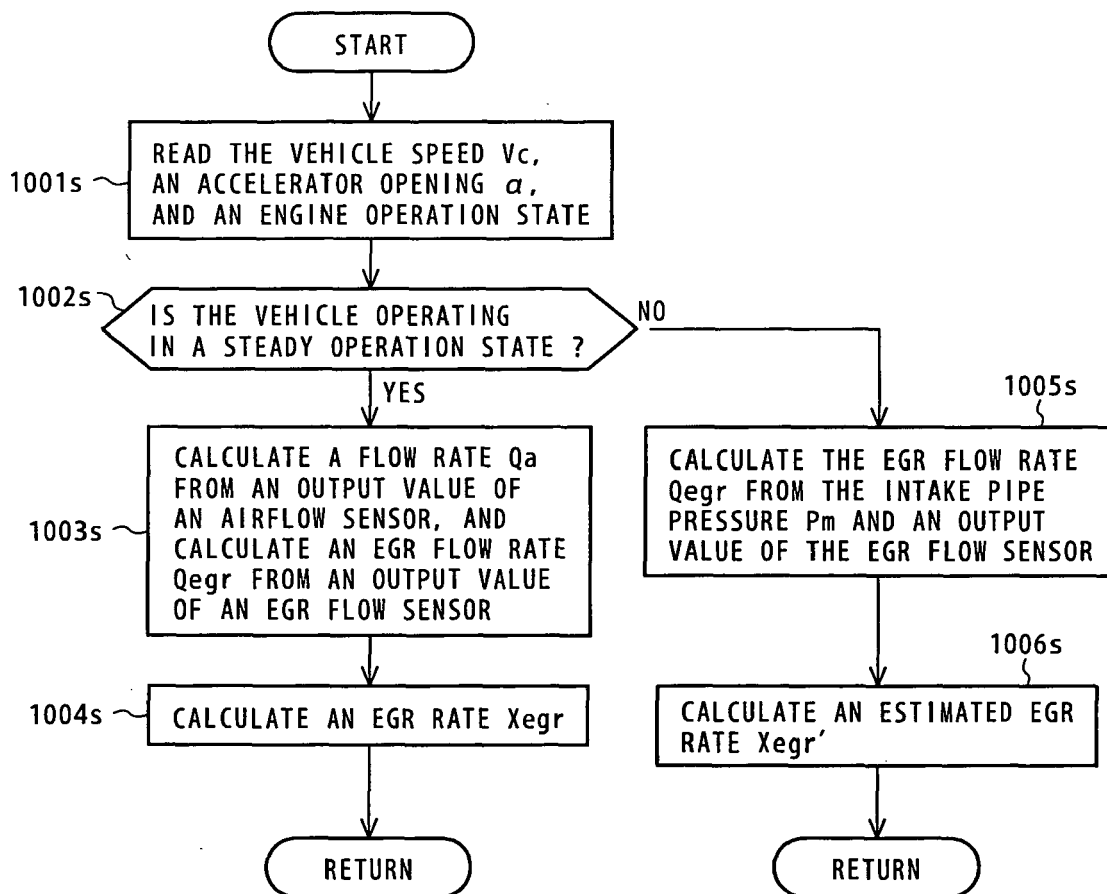 START
1001s
READ THE VEHICLE SPEED Vc,
AN ACCELERATOR OPENING α,
AND AN ENGINE OPERATION STATE
1002s
IS THE VEHICLE OPERATING
IN A STEADY OPERATION STATE ?
NO
YES
1003s
CALCULATE A FLOW RATE Qa
FROM AN OUTPUT VALUE OF
AN AIRFLOW SENSOR, AND
CALCULATE AN EGR FLOW RATE
Qegr FROM AN OUTPUT VALUE
OF AN EGR FLOW SENSOR
1005s
CALCULATE THE EGR FLOW RATE
Qegr FROM THE INTAKE PIPE
PRESSURE Pm AND AN OUTPUT
VALUE OF THE EGR FLOW SENSOR
1004s
CALCULATE AN EGR RATE Xegr
1006s
CALCULATE AN ESTIMATED EGR
RATE Xegr′
RETURN
RETURN